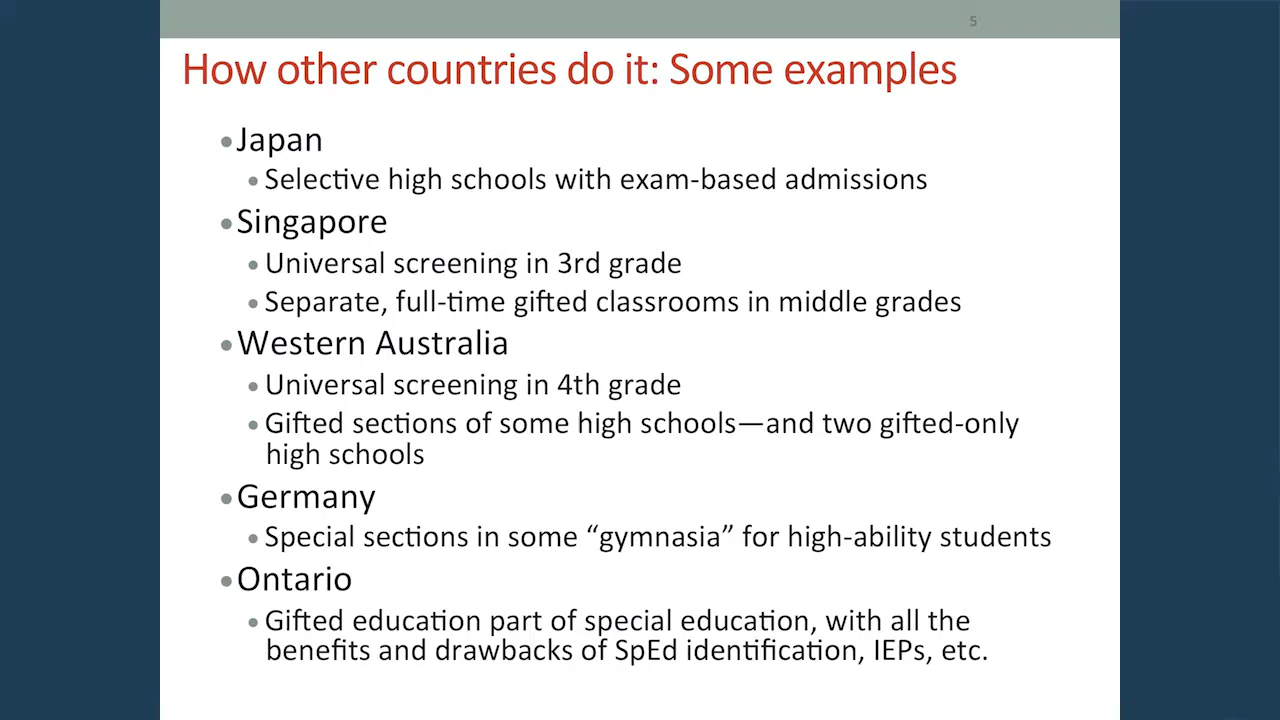 5
How other countries do it: Some examples
•Japan
•Selective high schools with exam-based admissions
•Singapore
•Universal screening in 3rd grade
•Separate, full-time gifted classrooms in middle grades
•Western Australia
•Universal screening in 4th grade
•Gifted sections of some high schools—and two gifted-only
high schools
•Germany
•Special sections in some “gymnasia” for high-ability students
•Ontario
•Gifted education part of special education, with all the
benefits and drawbacks of SpEd identification, IEPs, etc.